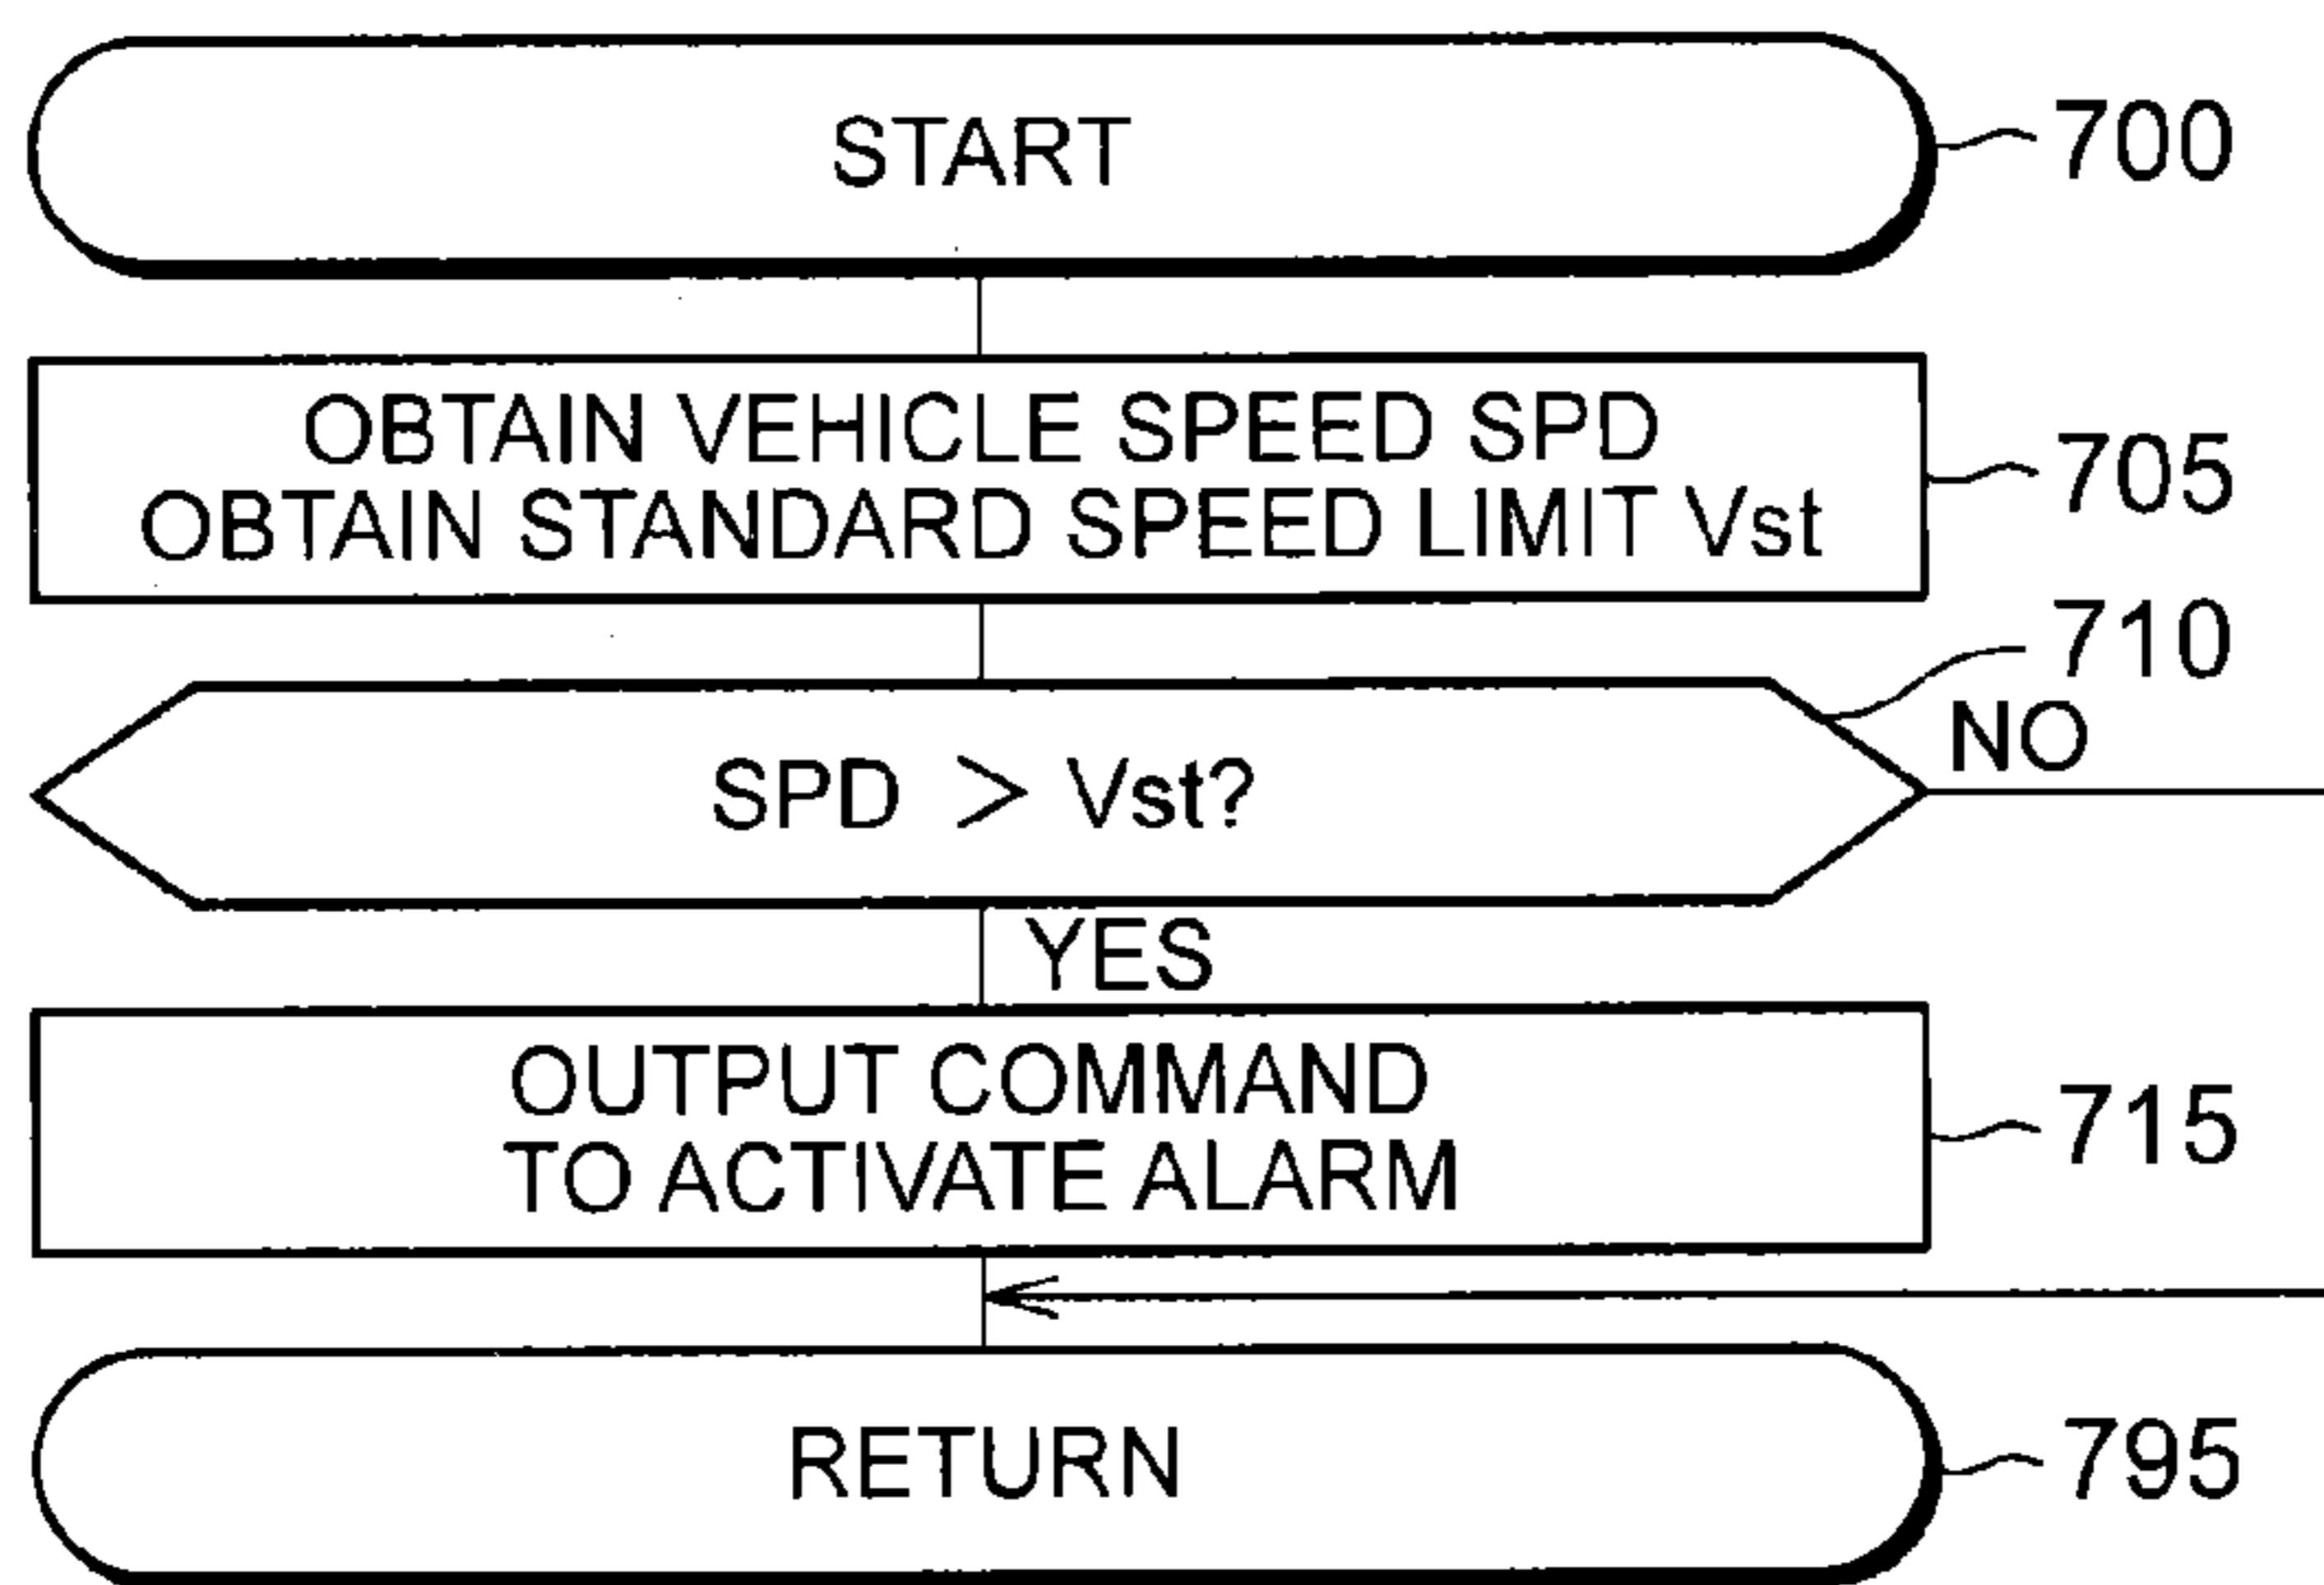 START
700
OBTAIN VEHICLE SPEED SPD
OBTAIN STANDARD SPEED LIMIT Vst
705
710
SPD > Vst?
NO
YES
OUTPUT COMMAND
TO ACTIVATE ALARM
715
RETURN
795